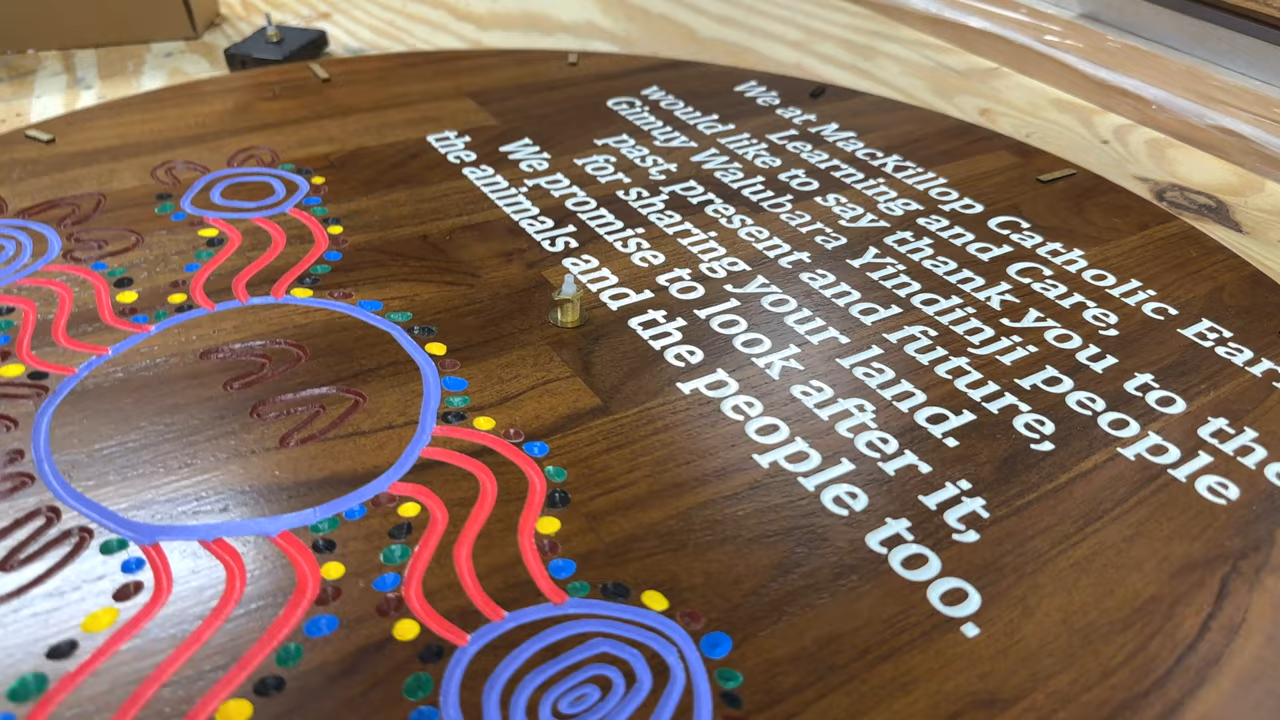 We at MacKillop Catholic
Learning and Care,
would like to say thank you to the
Gimuy Walubara Yindinji people
past, present and future,
for sharing your land.
We promise to look after it,
the animals and the people too.